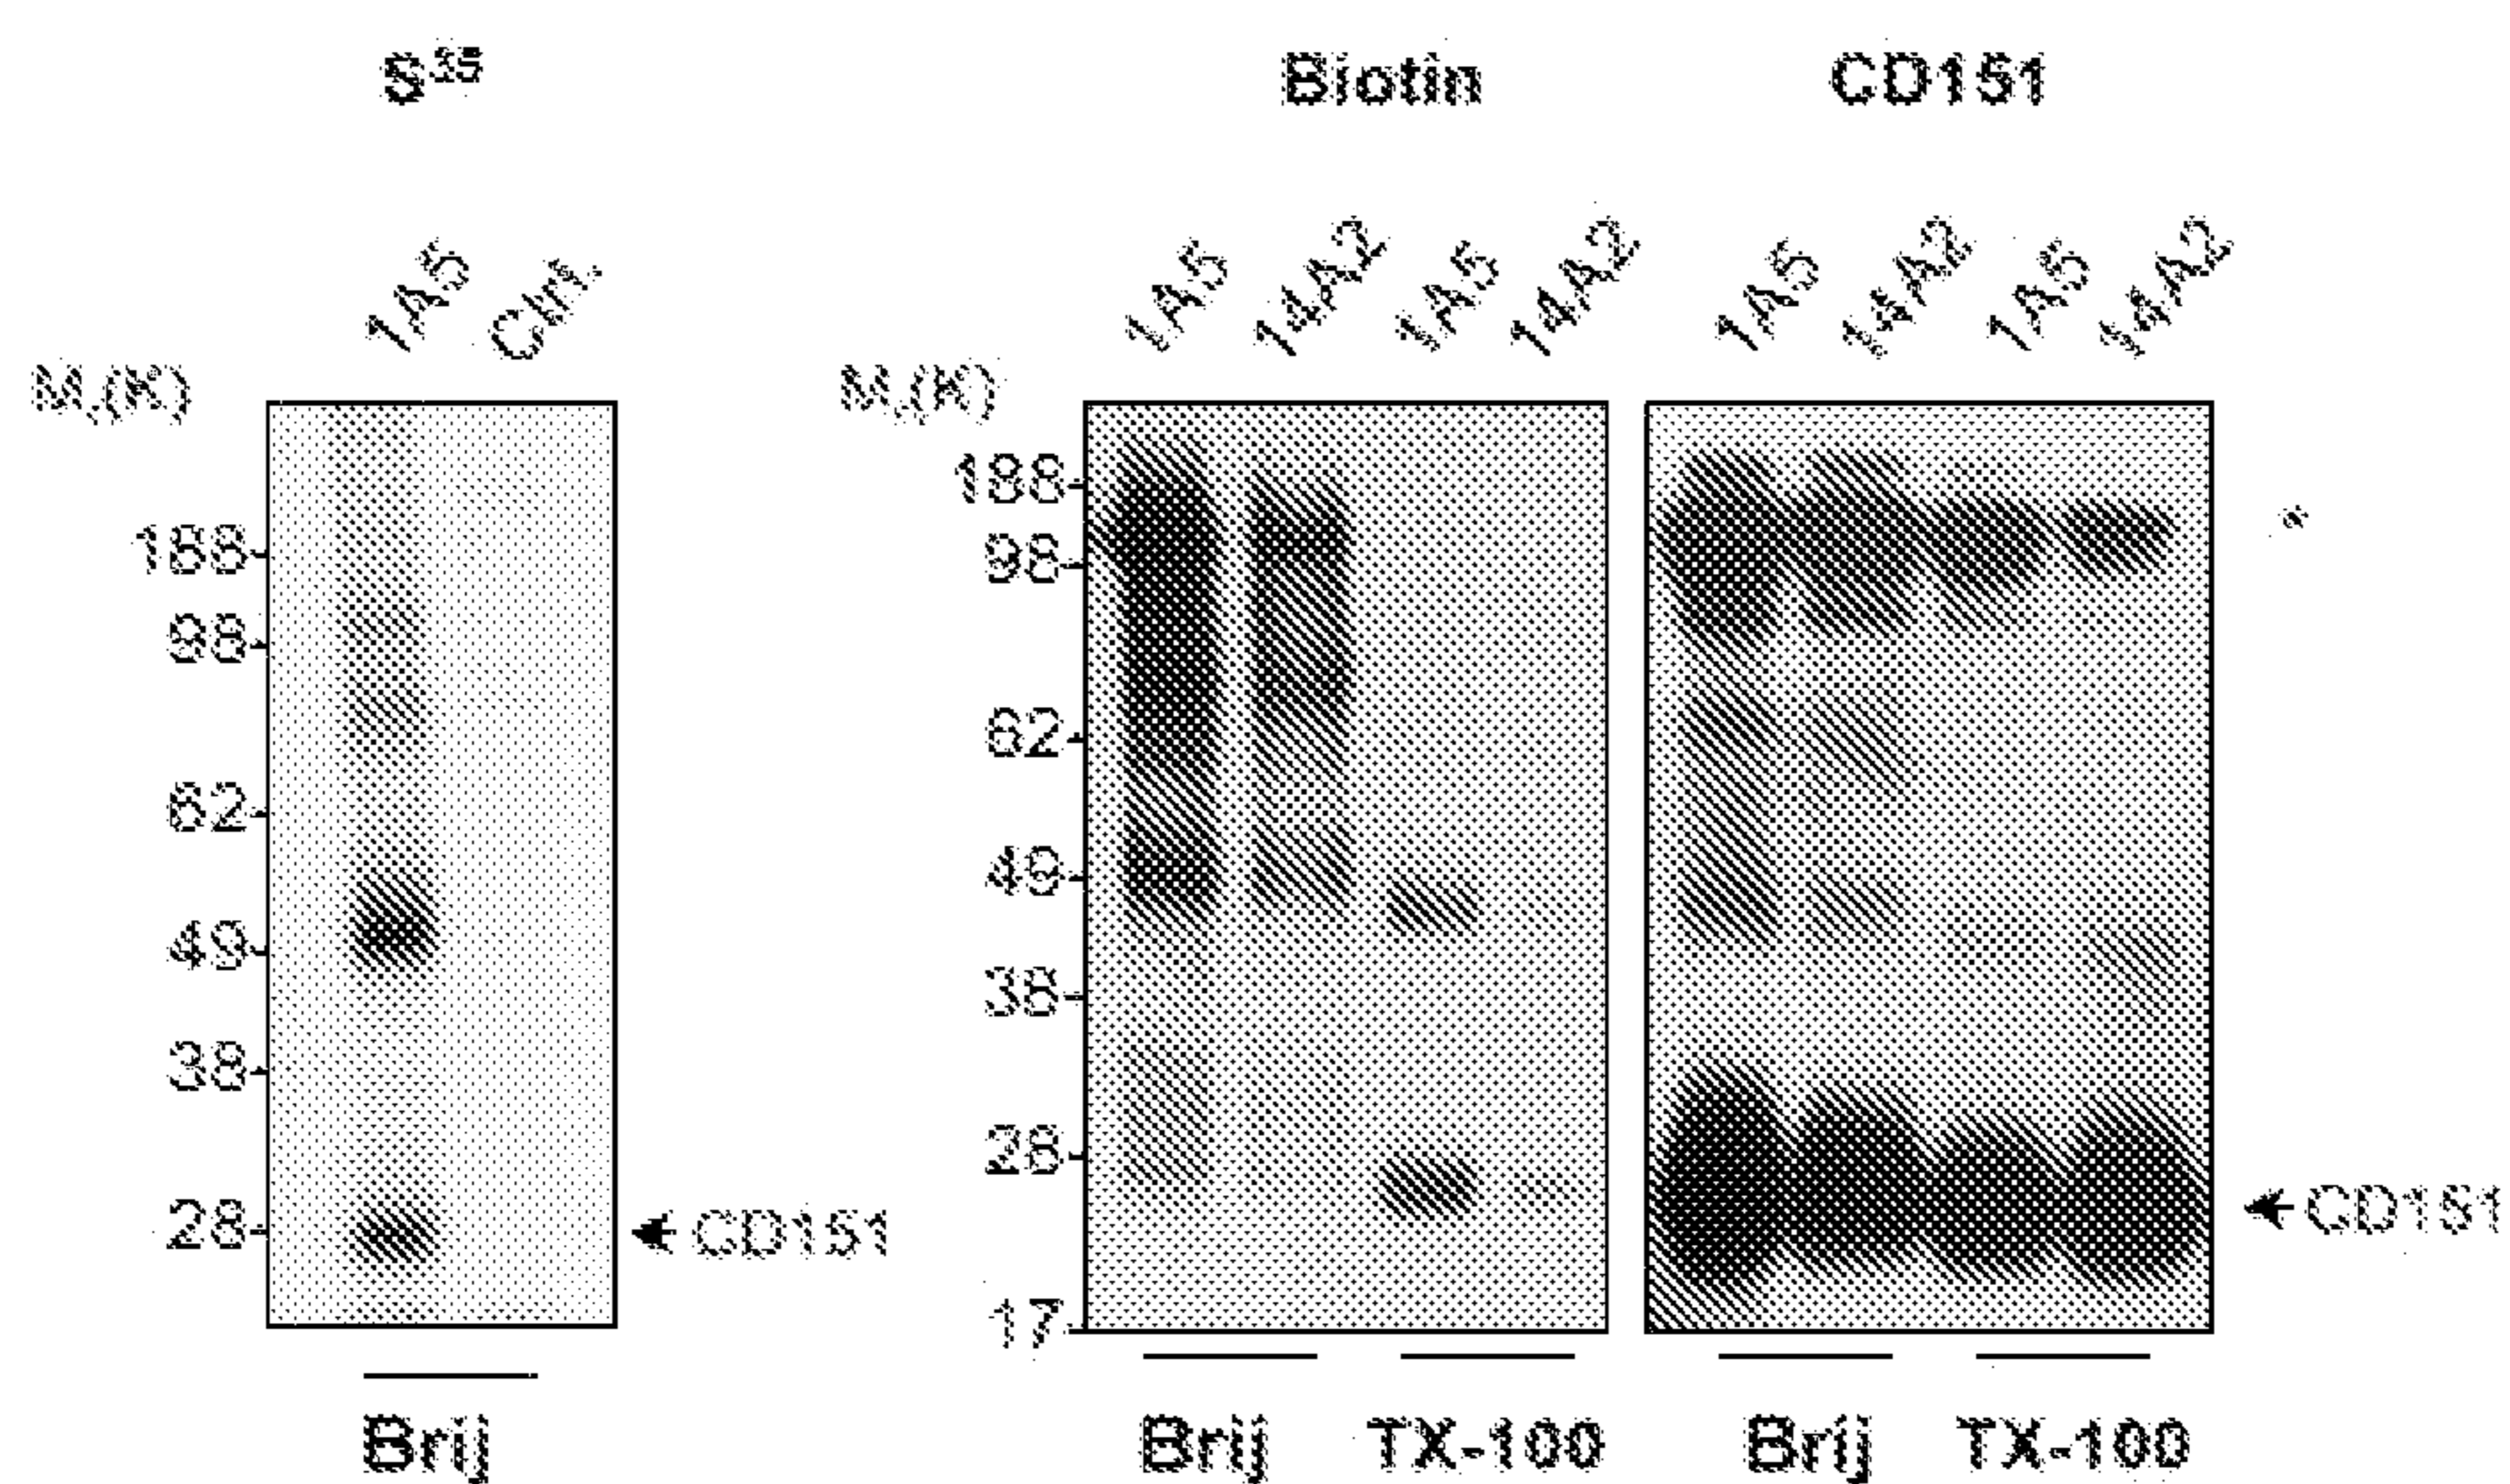 S35 Biotin CD151
1A5 Ctrl. 1A5 14A2 1A5 14A2 1A5 14A2 1A5 14A2
Mr(K) Mr(K)
188 98 62 49 38 28
CD151
188 98 62 49 38 28 17
*
CD151
Brij Brij TX-100 Brij TX-100